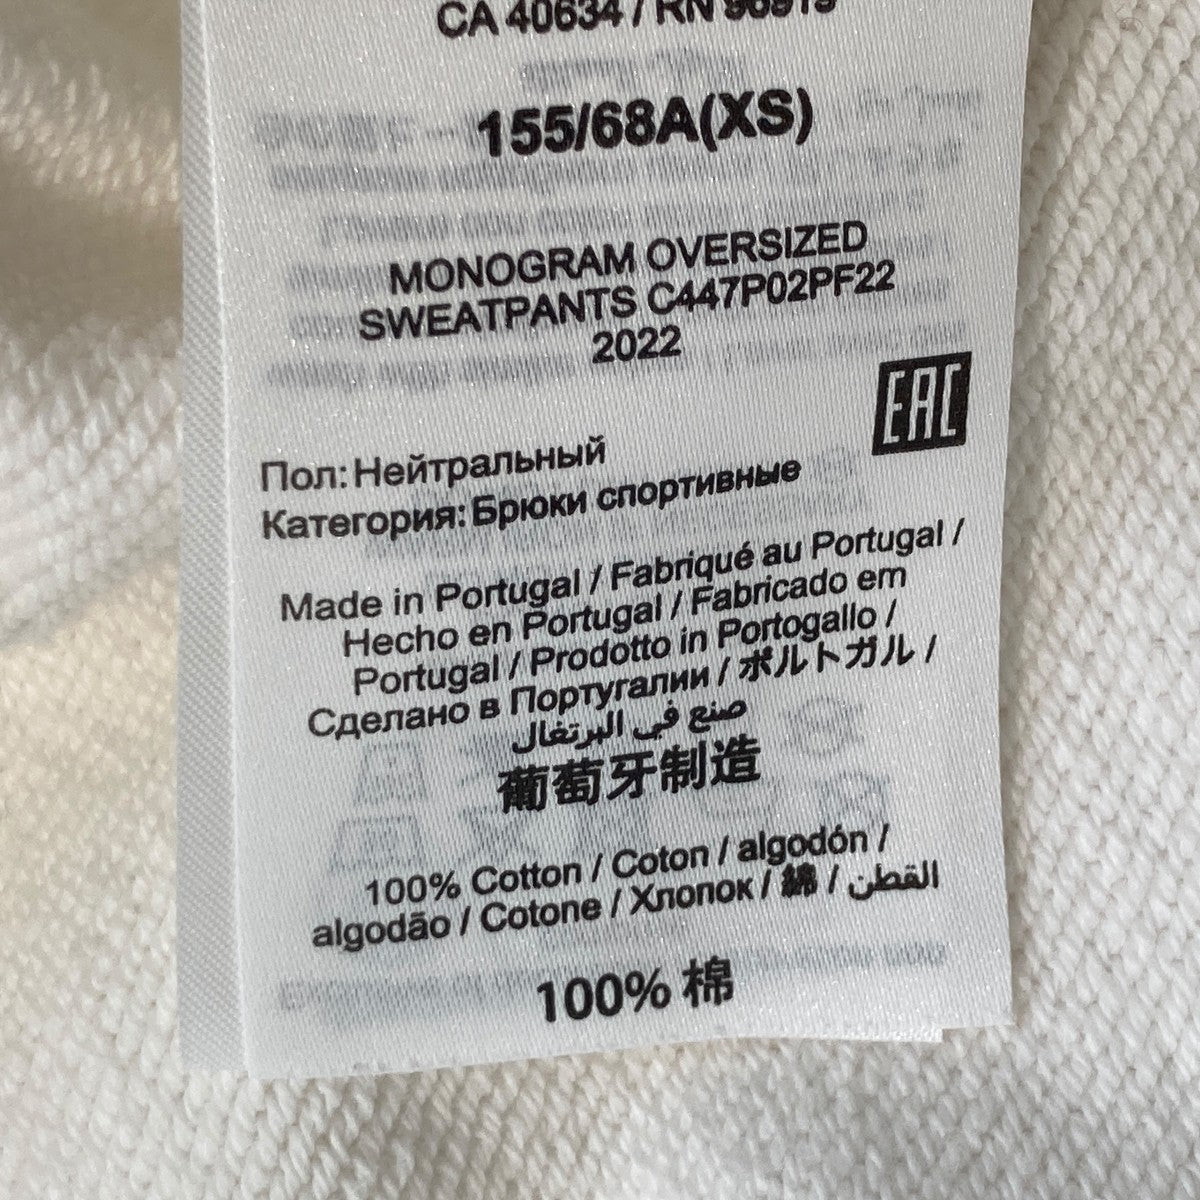 CA 40634 / RN 96919
155/68A(XS)
MONOGRAM OVERSIZED
SWEATPANTS C447P02PF22
2022
EAC
Пол: Нейтральный
Категория: Брюки спортивные
Made in Portugal / Fabriqué au Portugal /
Hecho en Portugal / Fabricado em
Portugal / Prodotto in Portogallo /
Сделано в Португалии / ポルトガル /
صنع في البرتغال
葡萄牙制造
100% Cotton / Coton / algodón /
algodão / Cotone / Хлопок / 綿 / القطن
100% 棉